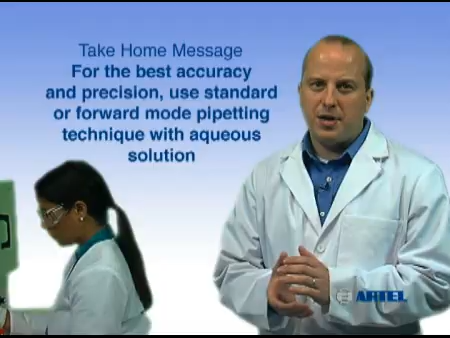 Take Home Message
For the best accuracy
and precision, use standard
or forward mode pipetting
technique with aqueous
solution
ARTEL